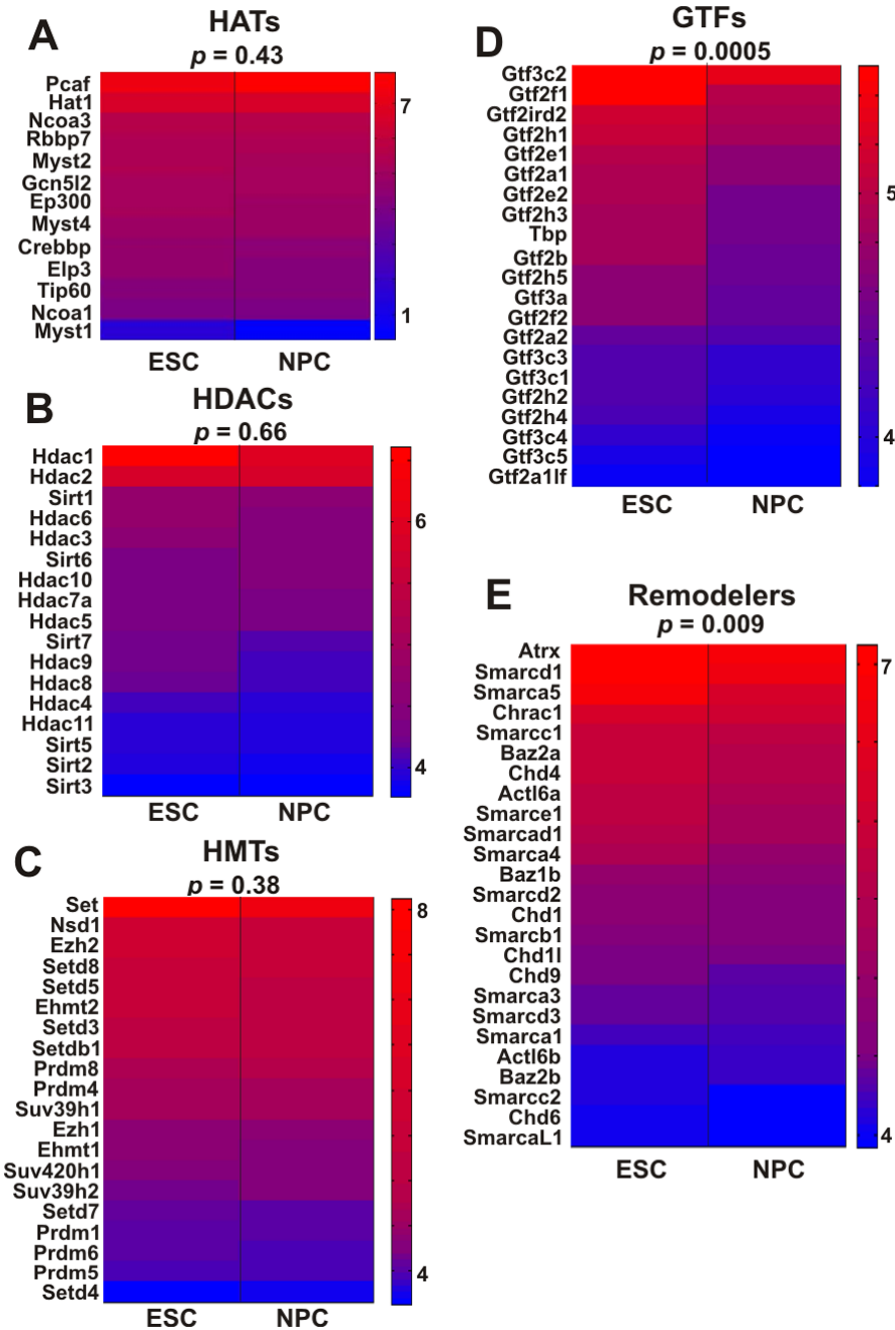 A
HATs
p = 0.43
Pcaf
Hat1
Ncoa3
Rbbp7
Myst2
Gcn5l2
Ep300
Myst4
Crebbp
Elp3
Tip60
Ncoa1
Myst1
7
1
ESC NPC
B
HDACs
p = 0.66
Hdac1
Hdac2
Sirt1
Hdac6
Hdac3
Sirt6
Hdac10
Hdac7a
Hdac5
Sirt7
Hdac9
Hdac8
Hdac4
Hdac11
Sirt5
Sirt2
Sirt3
6
4
ESC NPC
C
HMTs
p = 0.38
Set
Nsd1
Ezh2
Setd8
Setd5
Ehmt2
Setd3
Setdb1
Prdm8
Prdm4
Suv39h1
Ezh1
Ehmt1
Suv420h1
Suv39h2
Setd7
Prdm1
Prdm6
Prdm5
Setd4
8
4
ESC NPC
D
GTFs
p = 0.0005
Gtf3c2
Gtf2f1
Gtf2ird2
Gtf2h1
Gtf2e1
Gtf2a1
Gtf2e2
Gtf2h3
Tbp
Gtf2b
Gtf2h5
Gtf3a
Gtf2f2
Gtf2a2
Gtf3c3
Gtf3c1
Gtf2h2
Gtf2h4
Gtf3c4
Gtf3c5
Gtf2a1lf
5
4
ESC NPC
E
Remodelers
p = 0.009
Atrx
Smarcd1
Smarca5
Chrac1
Smarcc1
Baz2a
Chd4
Actl6a
Smarce1
Smarcad1
Smarca4
Baz1b
Smarcd2
Chd1
Smarcb1
Chd1l
Chd9
Smarca3
Smarcd3
Smarca1
Actl6b
Baz2b
Smarcc2
Chd6
SmarcaL1
7
4
ESC NPC